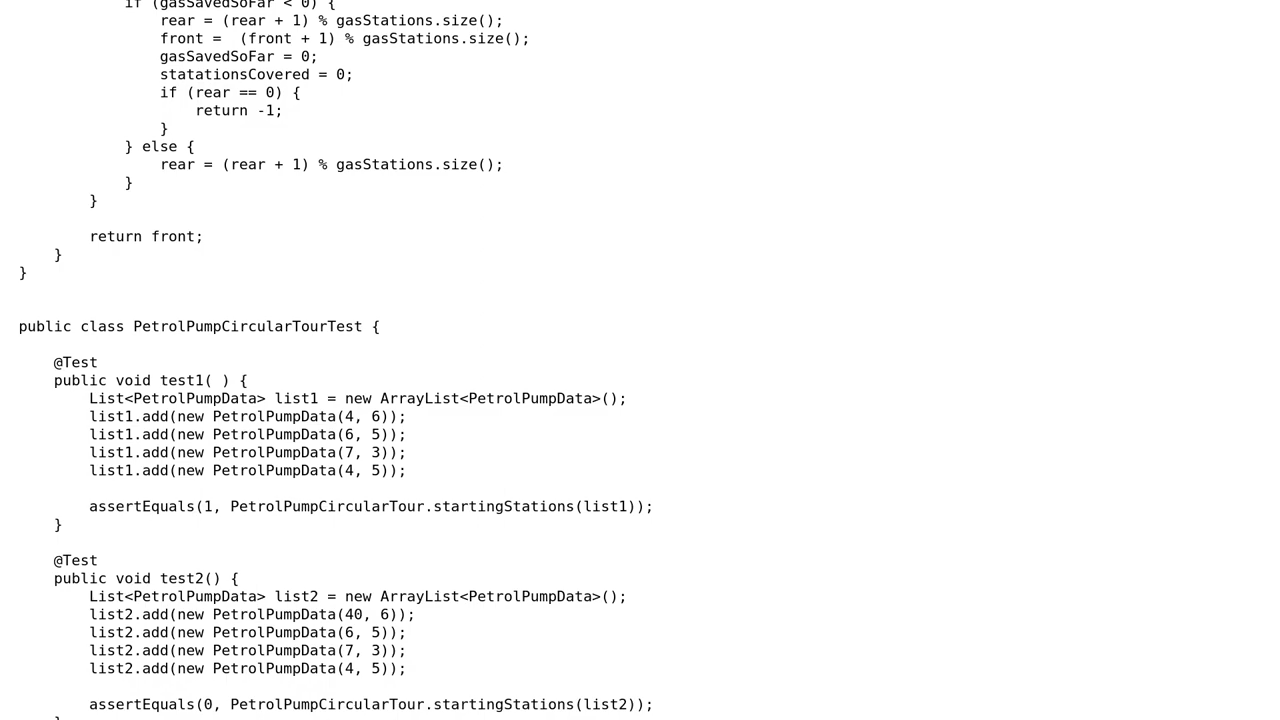 if (gasSavedSoFar < 0) {
rear = (rear + 1) % gasStations.size();
front =  (front + 1) % gasStations.size();
gasSavedSoFar = 0;
statationsCovered = 0;
if (rear == 0) {
return -1;
}
} else {
rear = (rear + 1) % gasStations.size();
}
}
return front;
}
}
public class PetrolPumpCircularTourTest {
@Test
public void test1( ) {
List<PetrolPumpData> list1 = new ArrayList<PetrolPumpData>();
list1.add(new PetrolPumpData(4, 6));
list1.add(new PetrolPumpData(6, 5));
list1.add(new PetrolPumpData(7, 3));
list1.add(new PetrolPumpData(4, 5));
assertEquals(1, PetrolPumpCircularTour.startingStations(list1));
}
@Test
public void test2() {
List<PetrolPumpData> list2 = new ArrayList<PetrolPumpData>();
list2.add(new PetrolPumpData(40, 6));
list2.add(new PetrolPumpData(6, 5));
list2.add(new PetrolPumpData(7, 3));
list2.add(new PetrolPumpData(4, 5));
assertEquals(0, PetrolPumpCircularTour.startingStations(list2));
}